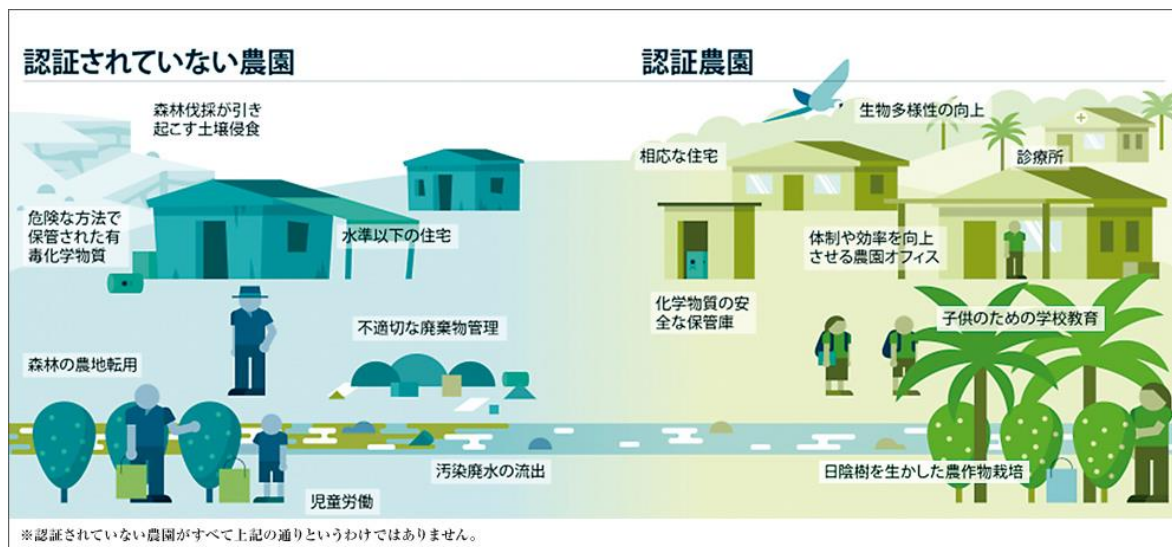 認証されていない農園
森林伐採が引き
起こす土壌侵食
危険な方法で
保管された有
毒化学物質
水準以下の住宅
不適切な廃棄物管理
森林の農地転用
汚染廃水の流出
児童労働
認証農園
生物多様性の向上
相応な住宅
診療所
体制や効率を向上
させる農園オフィス
化学物質の安
全な保管庫
子供のための学校教育
日陰樹を生かした農作物栽培
※認証されていない農園がすべて上記の通りというわけではありません。